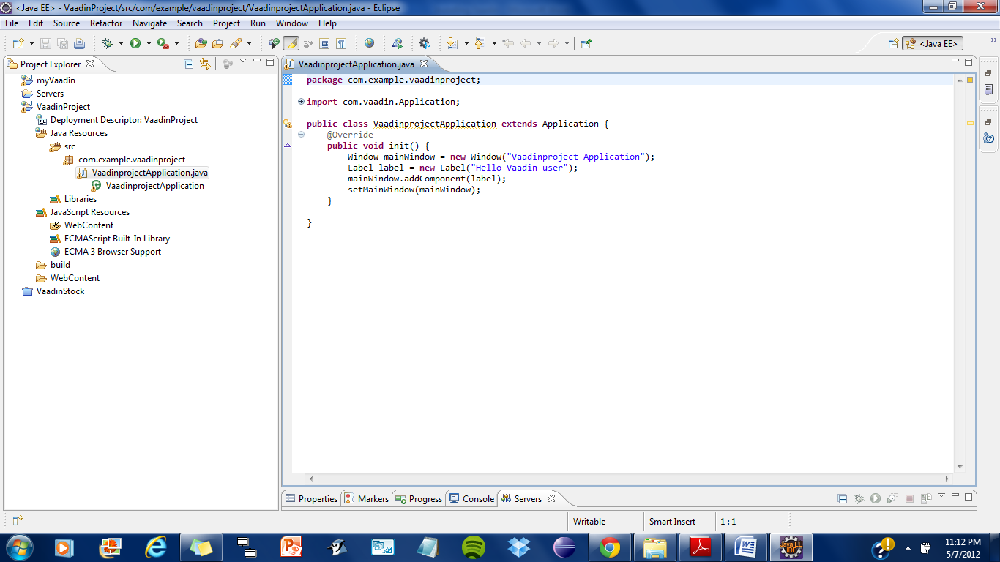 <Java EE> - VaadinProject/src/com/example/vaadinproject/VaadinprojectApplication.java - Eclipse
File Edit Source Refactor Navigate Search Project Run Window Help
<Java EE>
Project Explorer
myVaadin
Servers
VaadinProject
Deployment Descriptor: VaadinProject
Java Resources
src
com.example.vaadinproject
VaadinprojectApplication.java
VaadinprojectApplication
Libraries
JavaScript Resources
WebContent
ECMAScript Built-In Library
ECMA 3 Browser Support
build
WebContent
VaadinStock
VaadinprojectApplication.java
package com.example.vaadinproject;
import com.vaadin.Application;
public class VaadinprojectApplication extends Application {
@Override
public void init() {
Window mainWindow = new Window("Vaadinproject Application");
Label label = new Label("Hello Vaadin user");
mainWindow.addComponent(label);
setMainWindow(mainWindow);
}
}
Properties Markers Progress Console Servers
Writable Smart Insert 1 : 1
Java EE
IDE
11:12 PM
5/7/2012